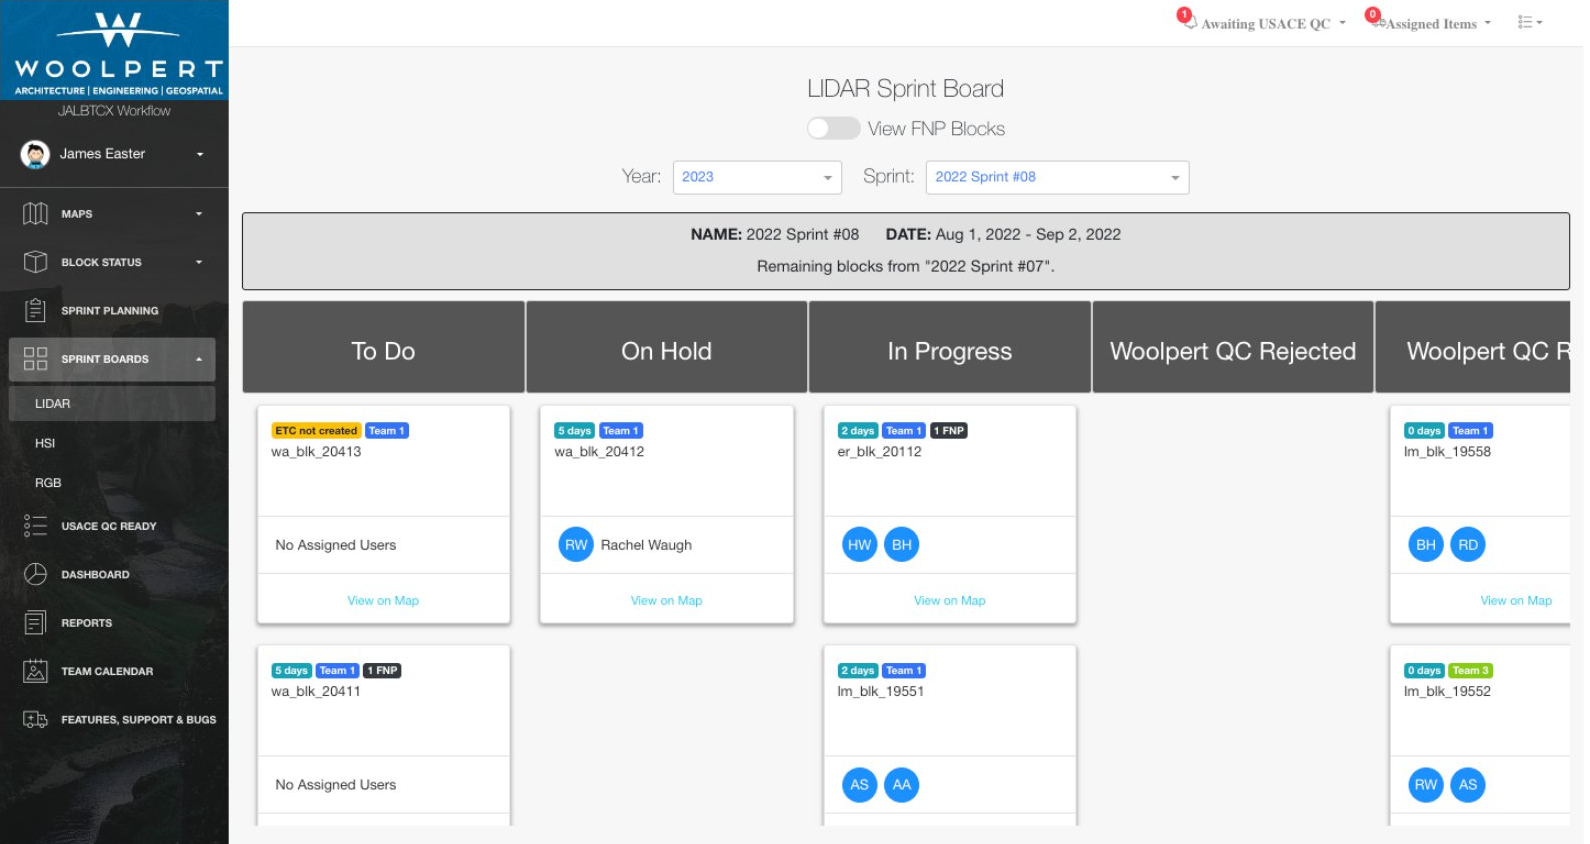 WOOLPERT
ARCHITECTURE | ENGINEERING | GEOSPATIAL
JALBTCX Workflow
James Easter
MAPS
BLOCK STATUS
SPRINT PLANNING
SPRINT BOARDS
LIDAR
HSI
RGB
USACE QC READY
DASHBOARD
REPORTS
TEAM CALENDAR
FEATURES, SUPPORT & BUGS
1 Awaiting USACE QC
0 Assigned Items
LIDAR Sprint Board
View FNP Blocks
Year: 2023 Sprint: 2022 Sprint #08
NAME: 2022 Sprint #08 DATE: Aug 1, 2022 - Sep 2, 2022
Remaining blocks from "2022 Sprint #07".
To Do
ETC not created Team 1
wa_blk_20413
No Assigned Users
View on Map
5 days Team 1 1 FNP
wa_blk_20411
No Assigned Users
On Hold
5 days Team 1
wa_blk_20412
RW Rachel Waugh
View on Map
In Progress
2 days Team 1 1 FNP
er_blk_20112
HW BH
View on Map
2 days Team 1
lm_blk_19551
AS AA
Woolpert QC Rejected
Woolpert QC R
0 days Team 1
lm_blk_19558
BH RD
View on Map
0 days Team 3
lm_blk_19552
RW AS